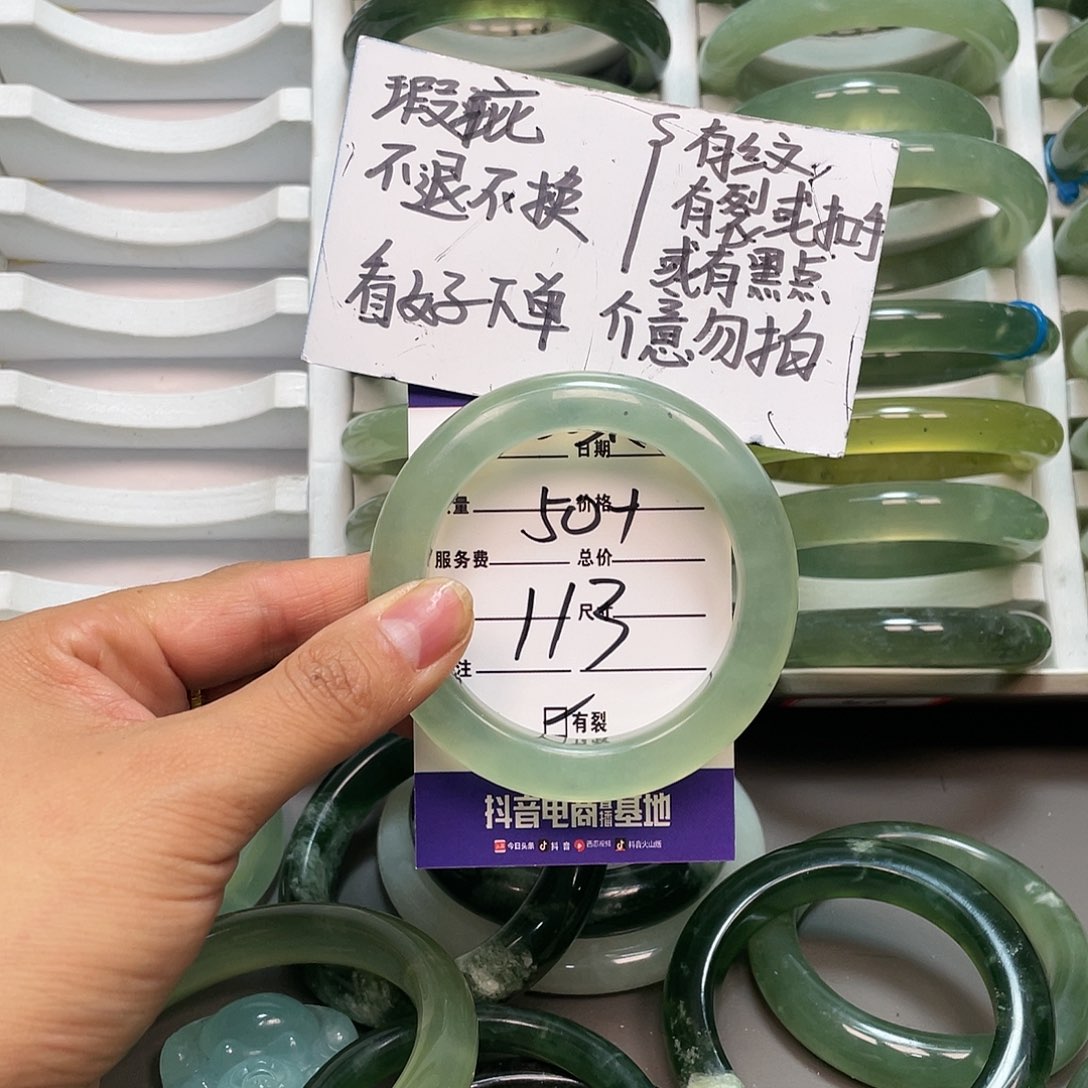 瑕疵
不退不换
看好下单
有纹
有裂或扣手
或有黑点
介意勿拍
日期
量 价格
504
服务费 总价
113
注
有裂
抖音电商直播基地
今日头条 抖音 西瓜视频 抖音火山版